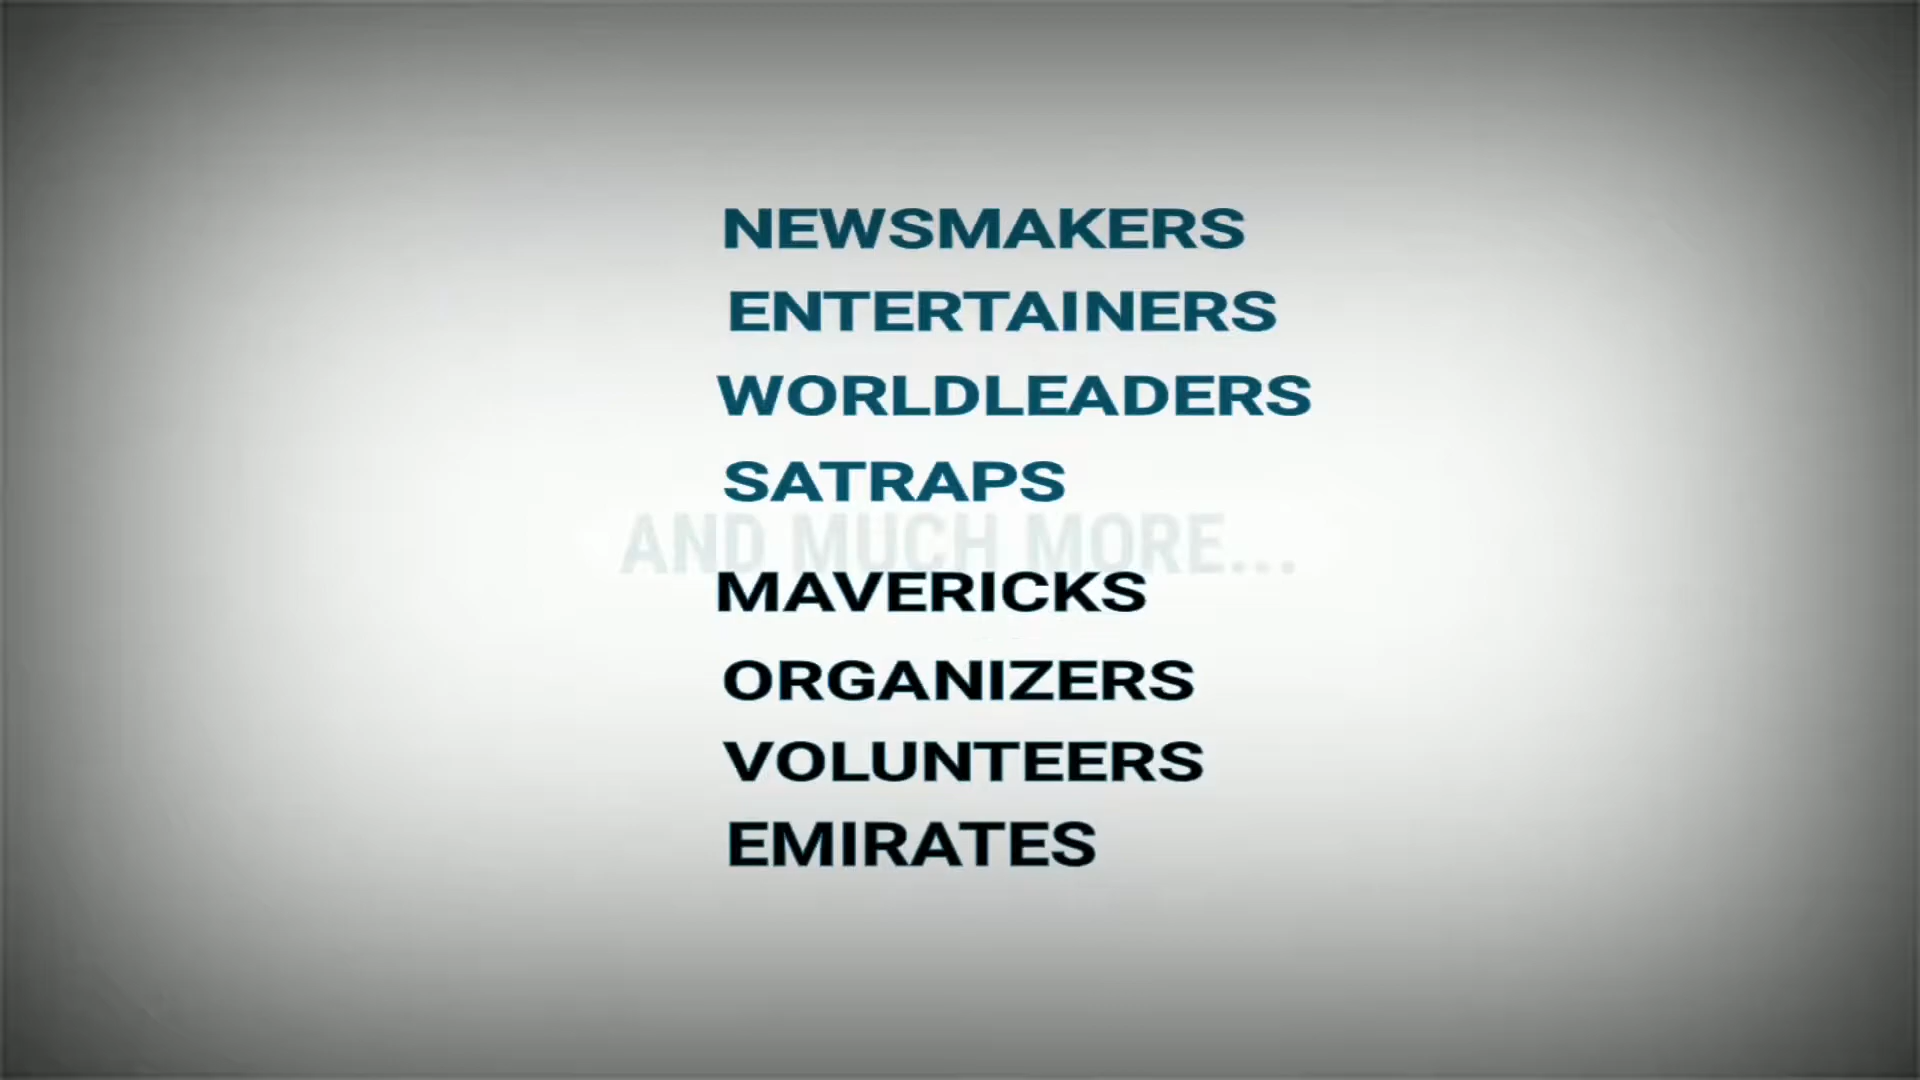 NEWSMAKERS
ENTERTAINERS
WORLDLEADERS
SATRAPS
AND MUCH MORE...
MAVERICKS
ORGANIZERS
VOLUNTEERS
EMIRATES